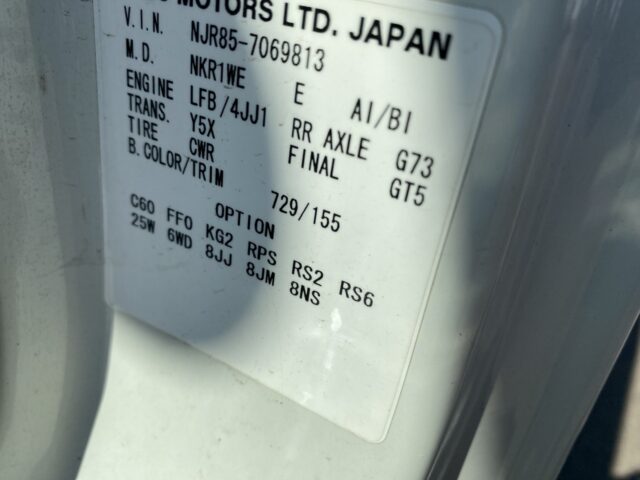 MOTORS LTD. JAPAN
V.I.N. NJR85-7069813
M.D. NKR1WE E AI/BI
ENGINE LFB/4JJ1 RR AXLE G73
TRANS. Y5X FINAL GT5
TIRE CWR
B.COLOR/TRIM 729/155
OPTION
C60 FFO KG2 RPS RS2 RS6
25W 6WD 8JJ 8JM 8NS